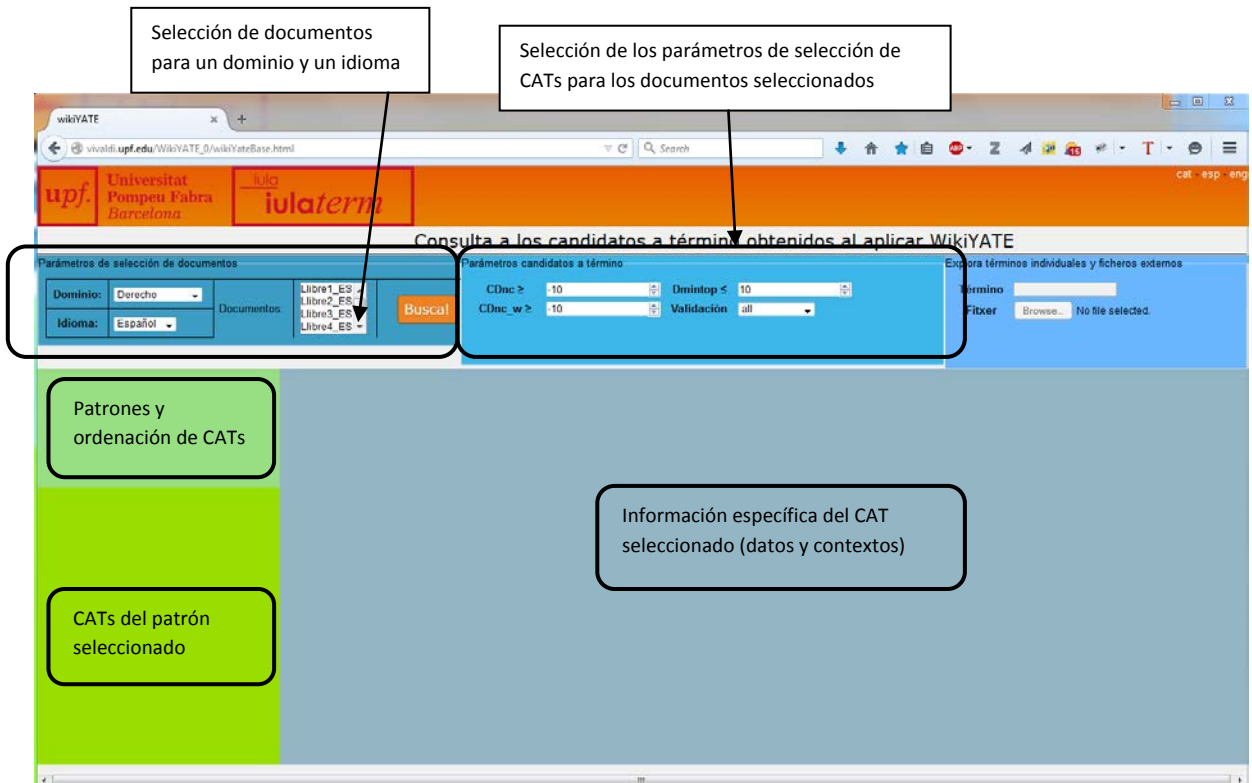 Selección de documentos
para un dominio y un idioma
Selección de los parámetros de selección de
CATs para los documentos seleccionados
wikiYATE
vivaldi.upf.edu/WikiYATE_0/wikiYateBase.html
Search
cat - esp - eng
upf.
Universitat
Pompeu Fabra
Barcelona
iula
iulaterm
Consulta a los candidatos a término obtenidos al aplicar WikiYATE
Parámetros de selección de documentos
Dominio: Derecho
Idioma: Español
Documentos:
Llibre1_ES
Llibre2_ES
Llibre3_ES
Llibre4_ES
Busca!
Parámetros candidatos a término
CDnc ≥ -10 Dmintop ≤ 10
CDnc_w ≥ -10 Validación all
Explora términos individuales y ficheros externos
Término
Fitxer Browse... No file selected.
Patrones y
ordenación de CATs
Información específica del CAT
seleccionado (datos y contextos)
CATs del patrón
seleccionado